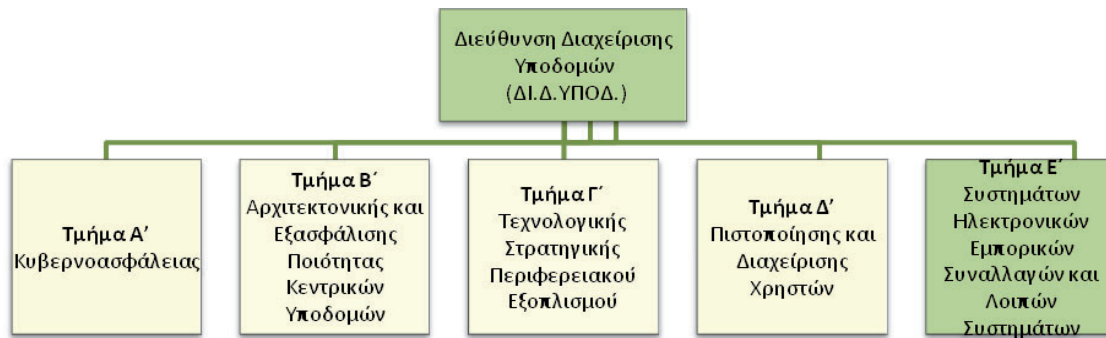 Διεύθυνση Διαχείρισης
Υποδομών
(ΔΙ.Δ.ΥΠΟΔ.)
Τμήμα Α’
Κυβερνοασφάλειας
Τμήμα Β΄
Αρχιτεκτονικής και
Εξασφάλισης
Ποιότητας
Κεντρικών
Υποδομών
Τμήμα Γ΄
Τεχνολογικής
Στρατηγικής
Περιφερειακού
Εξοπλισμού
Τμήμα Δ’
Πιστοποίησης και
Διαχείρισης
Χρηστών
Τμήμα Ε΄
Συστημάτων
Ηλεκτρονικών
Εμπορικών
Συναλλαγών και
Λοιπών
Συστημάτων